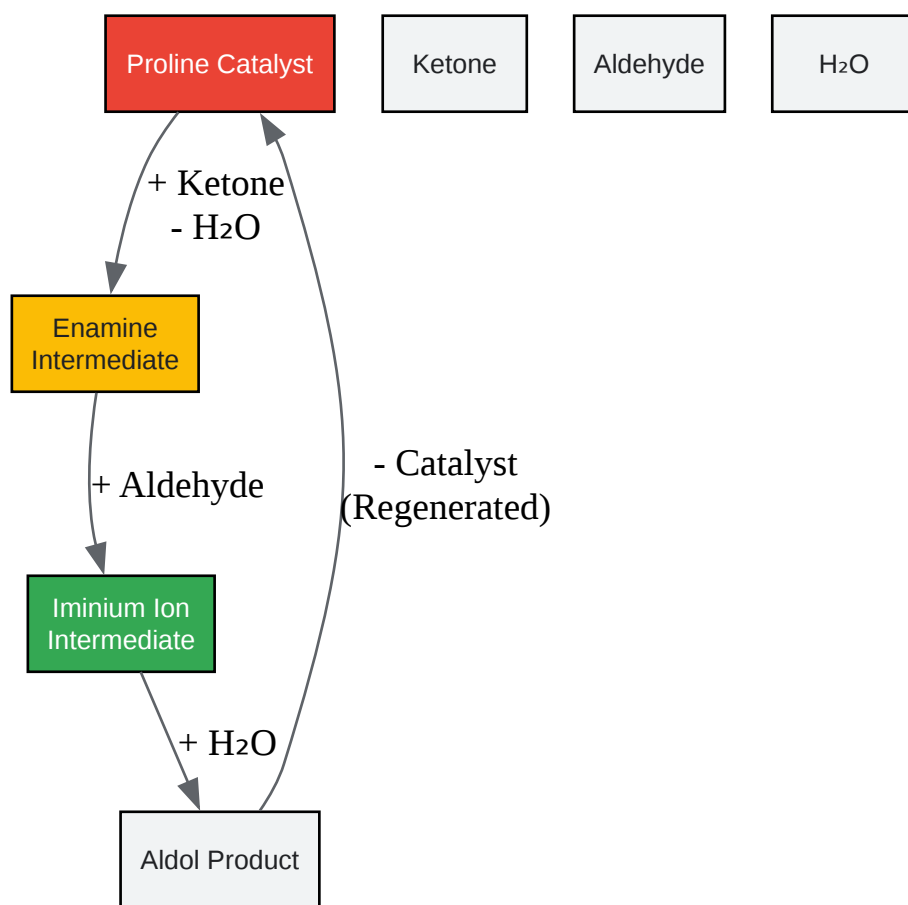 Proline Catalyst
Ketone
Aldehyde
H₂O
+ Ketone
- H₂O
Enamine
Intermediate
- Catalyst
(Regenerated)
+ Aldehyde
Iminium Ion
Intermediate
+ H₂O
Aldol Product